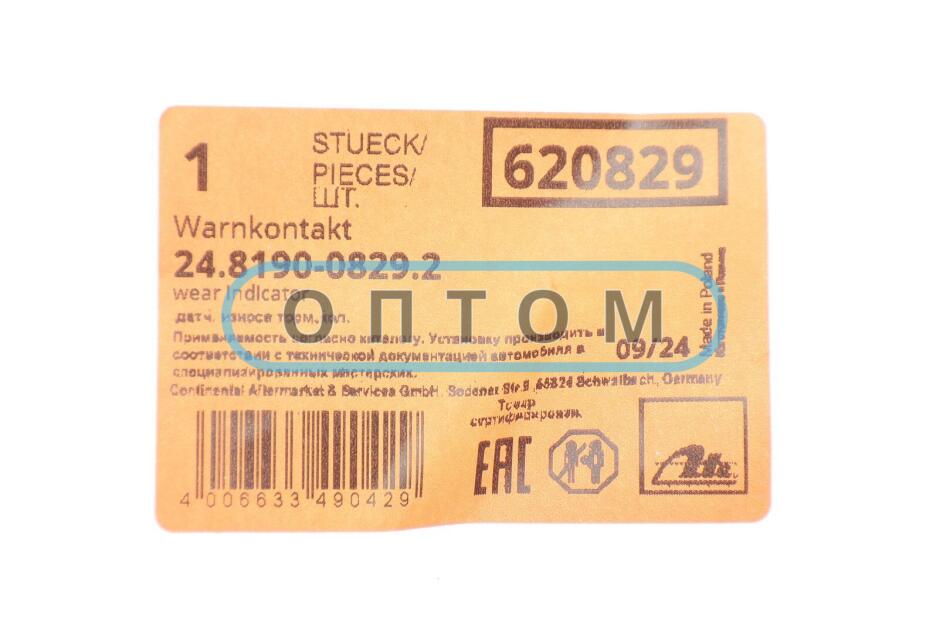 1
STUECK/
PIECES/
ШТ.
620829
Warnkontakt
24.8190-0829.2
wear indicator
датч. износа торм. кол.
Применяемость согласно каталогу. Установку производить в
соответствии с технической документацией автомобиля в
специализированных мастерских.
09/24
Made in Poland
ОПТОМ
Continental Aftermarket & Services GmbH. Sodener Str.9, 65824 Schwalbach, Germany
Товар
сертифицирован
EAC
4 006633 490429